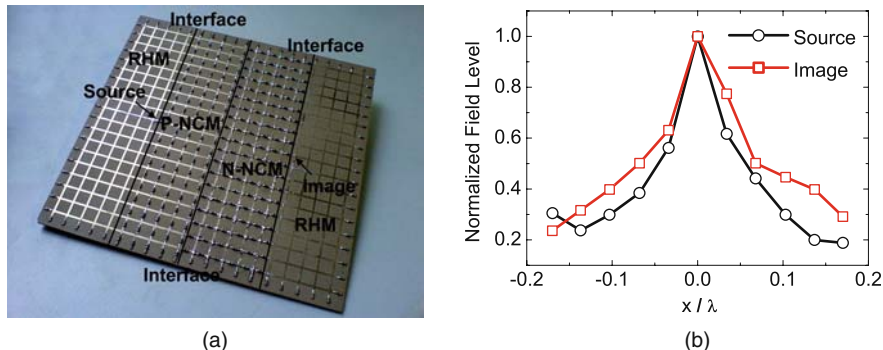 Interface
Interface
RHM
Source
P-NCM
N-NCM
Image
RHM
Interface
(a)
Normalized Field Level
1.0
0.8
0.6
0.4
0.2
Source
Image
-0.2
-0.1
0.0
0.1
0.2
x / λ
(b)